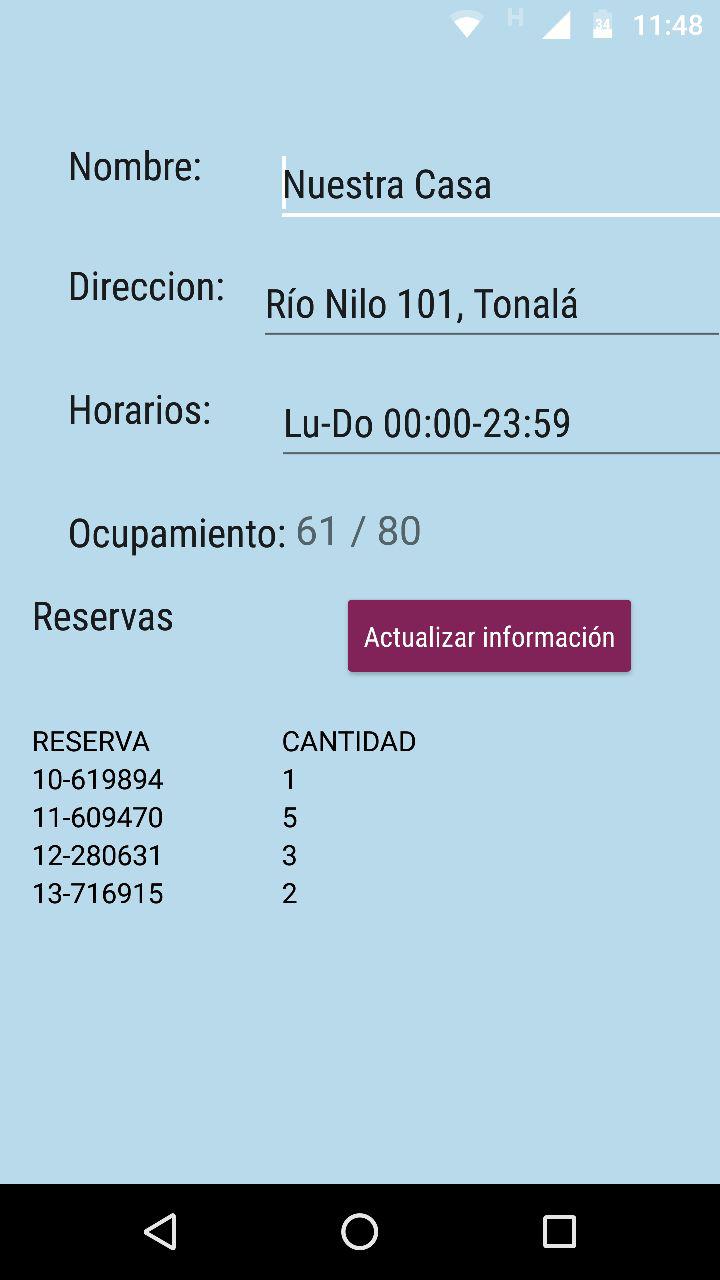 H 34 11:48
Nombre: Nuestra Casa
Direccion: Río Nilo 101, Tonalá
Horarios: Lu-Do 00:00-23:59
Ocupamiento: 61 / 80
Reservas
Actualizar información
RESERVA CANTIDAD
10-619894 1
11-609470 5
12-280631 3
13-716915 2